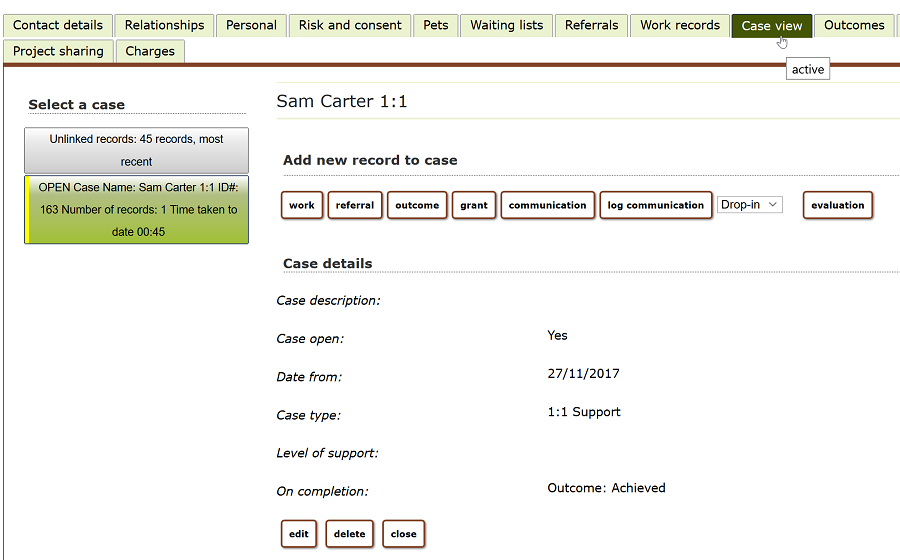 Contact details Relationships Personal Risk and consent Pets Waiting lists Referrals Work records Case view Outcomes
Project sharing Charges
active
Select a case
Unlinked records: 45 records, most
recent
OPEN Case Name: Sam Carter 1:1 ID#:
163 Number of records: 1 Time taken to
date 00:45
Sam Carter 1:1
Add new record to case
work referral outcome grant communication log communication Drop-in evaluation
Case details
Case description:
Case open: Yes
Date from: 27/11/2017
Case type: 1:1 Support
Level of support:
On completion: Outcome: Achieved
edit delete close